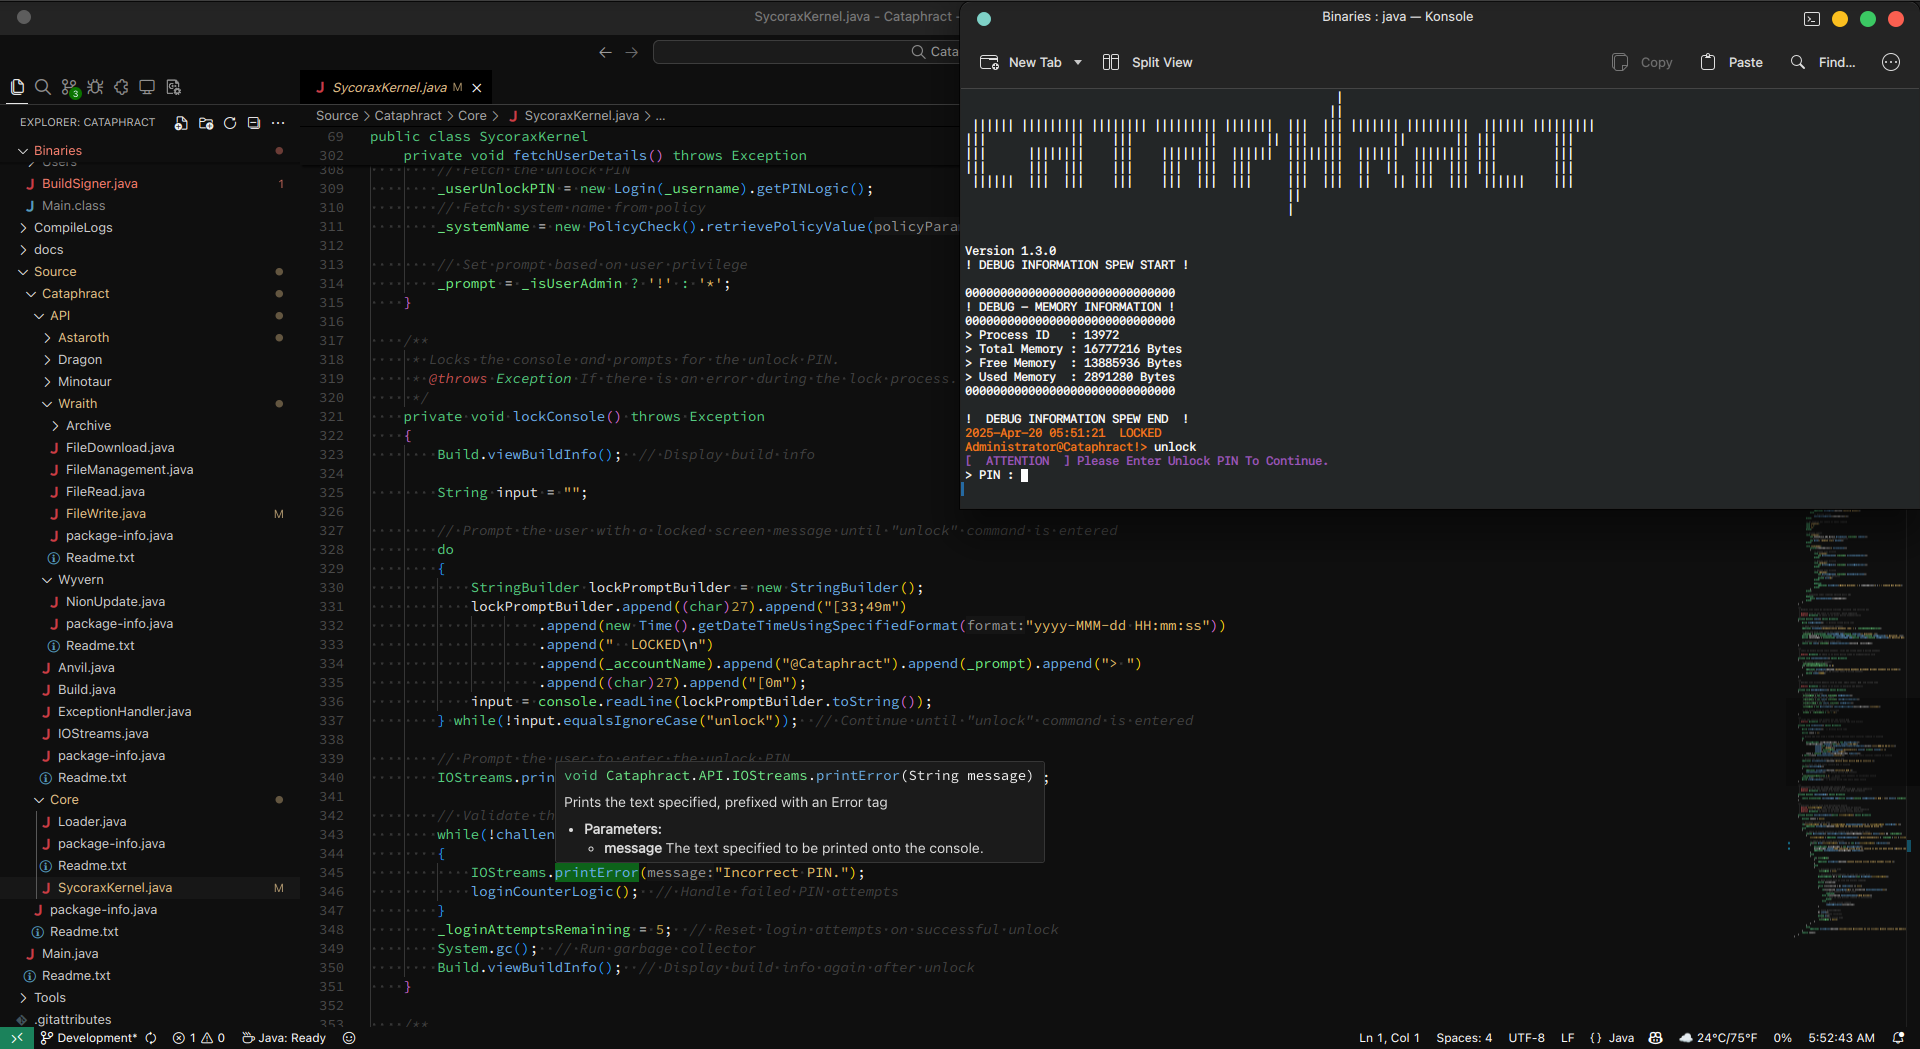 SycoraxKernel.java - Cataphract -
Cata
EXPLORER: CATAPHRACT
Binaries
Users
BuildSigner.java 1
Main.class
CompileLogs
docs
Source
Cataphract
API
Astaroth
Dragon
Minotaur
Wraith
Archive
FileDownload.java
FileManagement.java
FileRead.java
FileWrite.java M
package-info.java
Readme.txt
Wyvern
NionUpdate.java
package-info.java
Readme.txt
Anvil.java
Build.java
ExceptionHandler.java
IOStreams.java
package-info.java
Readme.txt
Core
Loader.java
package-info.java
Readme.txt
SycoraxKernel.java M
package-info.java
Readme.txt
Main.java
Readme.txt
Tools
.gitattributes
SycoraxKernel.java M
Source > Cataphract > Core > SycoraxKernel.java > ...
69 public class SycoraxKernel
302 private void fetchUserDetails() throws Exception
308 // Fetch the unlock PIN
309 _userUnlockPIN = new Login(_username).getPINLogic();
310 // Fetch system name from policy
311 _systemName = new PolicyCheck().retrievePolicyValue(policyPara
312
313 // Set prompt based on user privilege
314 _prompt = _isUserAdmin ? '!' : '*';
315 }
316
317 /**
318 * Locks the console and prompts for the unlock PIN.
319 * @throws Exception If there is an error during the lock process.
320 */
321 private void lockConsole() throws Exception
322 {
323 Build.viewBuildInfo(); // Display build info
324
325 String input = "";
326
327 // Prompt the user with a locked screen message until "unlock" command is entered
328 do
329 {
330 StringBuilder lockPromptBuilder = new StringBuilder();
331 lockPromptBuilder.append((char)27).append("[33;49m")
332 .append(new Time().getDateTimeUsingSpecifiedFormat(format:"yyyy-MMM-dd HH:mm:ss"))
333 .append("  LOCKED\n")
334 .append(_accountName).append("@Cataphract").append(_prompt).append("> ")
335 .append((char)27).append("[0m");
336 input = console.readLine(lockPromptBuilder.toString());
337 } while(!input.equalsIgnoreCase("unlock")); // Continue until "unlock" command is entered
338
339 // Prompt the user to enter the unlock PIN
340 IOStreams.prin ;
341
342 // Validate th
343 while(!challen
344 {
345 IOStreams.printError(message:"Incorrect PIN.");
346 loginCounterLogic(); // Handle failed PIN attempts
347 }
348 _loginAttemptsRemaining = 5; // Reset login attempts on successful unlock
349 System.gc(); // Run garbage collector
350 Build.viewBuildInfo(); // Display build info again after unlock
351 }
352
353 /**
void Cataphract.API.IOStreams.printError(String message)
Prints the text specified, prefixed with an Error tag
• Parameters:
◦ message The text specified to be printed onto the console.
Binaries : java — Konsole
New Tab Split View Copy Paste Find...
CATAPHRACT
Version 1.3.0
! DEBUG INFORMATION SPEW START !
0000000000000000000000000000000
! DEBUG - MEMORY INFORMATION !
0000000000000000000000000000000
> Process ID   : 13972
> Total Memory : 16777216 Bytes
> Free Memory  : 13885936 Bytes
> Used Memory  : 2891280 Bytes
0000000000000000000000000000000
!  DEBUG INFORMATION SPEW END  !
2025-Apr-20 05:51:21  LOCKED
Administrator@Cataphract!> unlock
[  ATTENTION  ] Please Enter Unlock PIN To Continue.
> PIN :
Development* 1 0 Java: Ready Ln 1, Col 1 Spaces: 4 UTF-8 LF {} Java 24°C/75°F 0% 5:52:43 AM